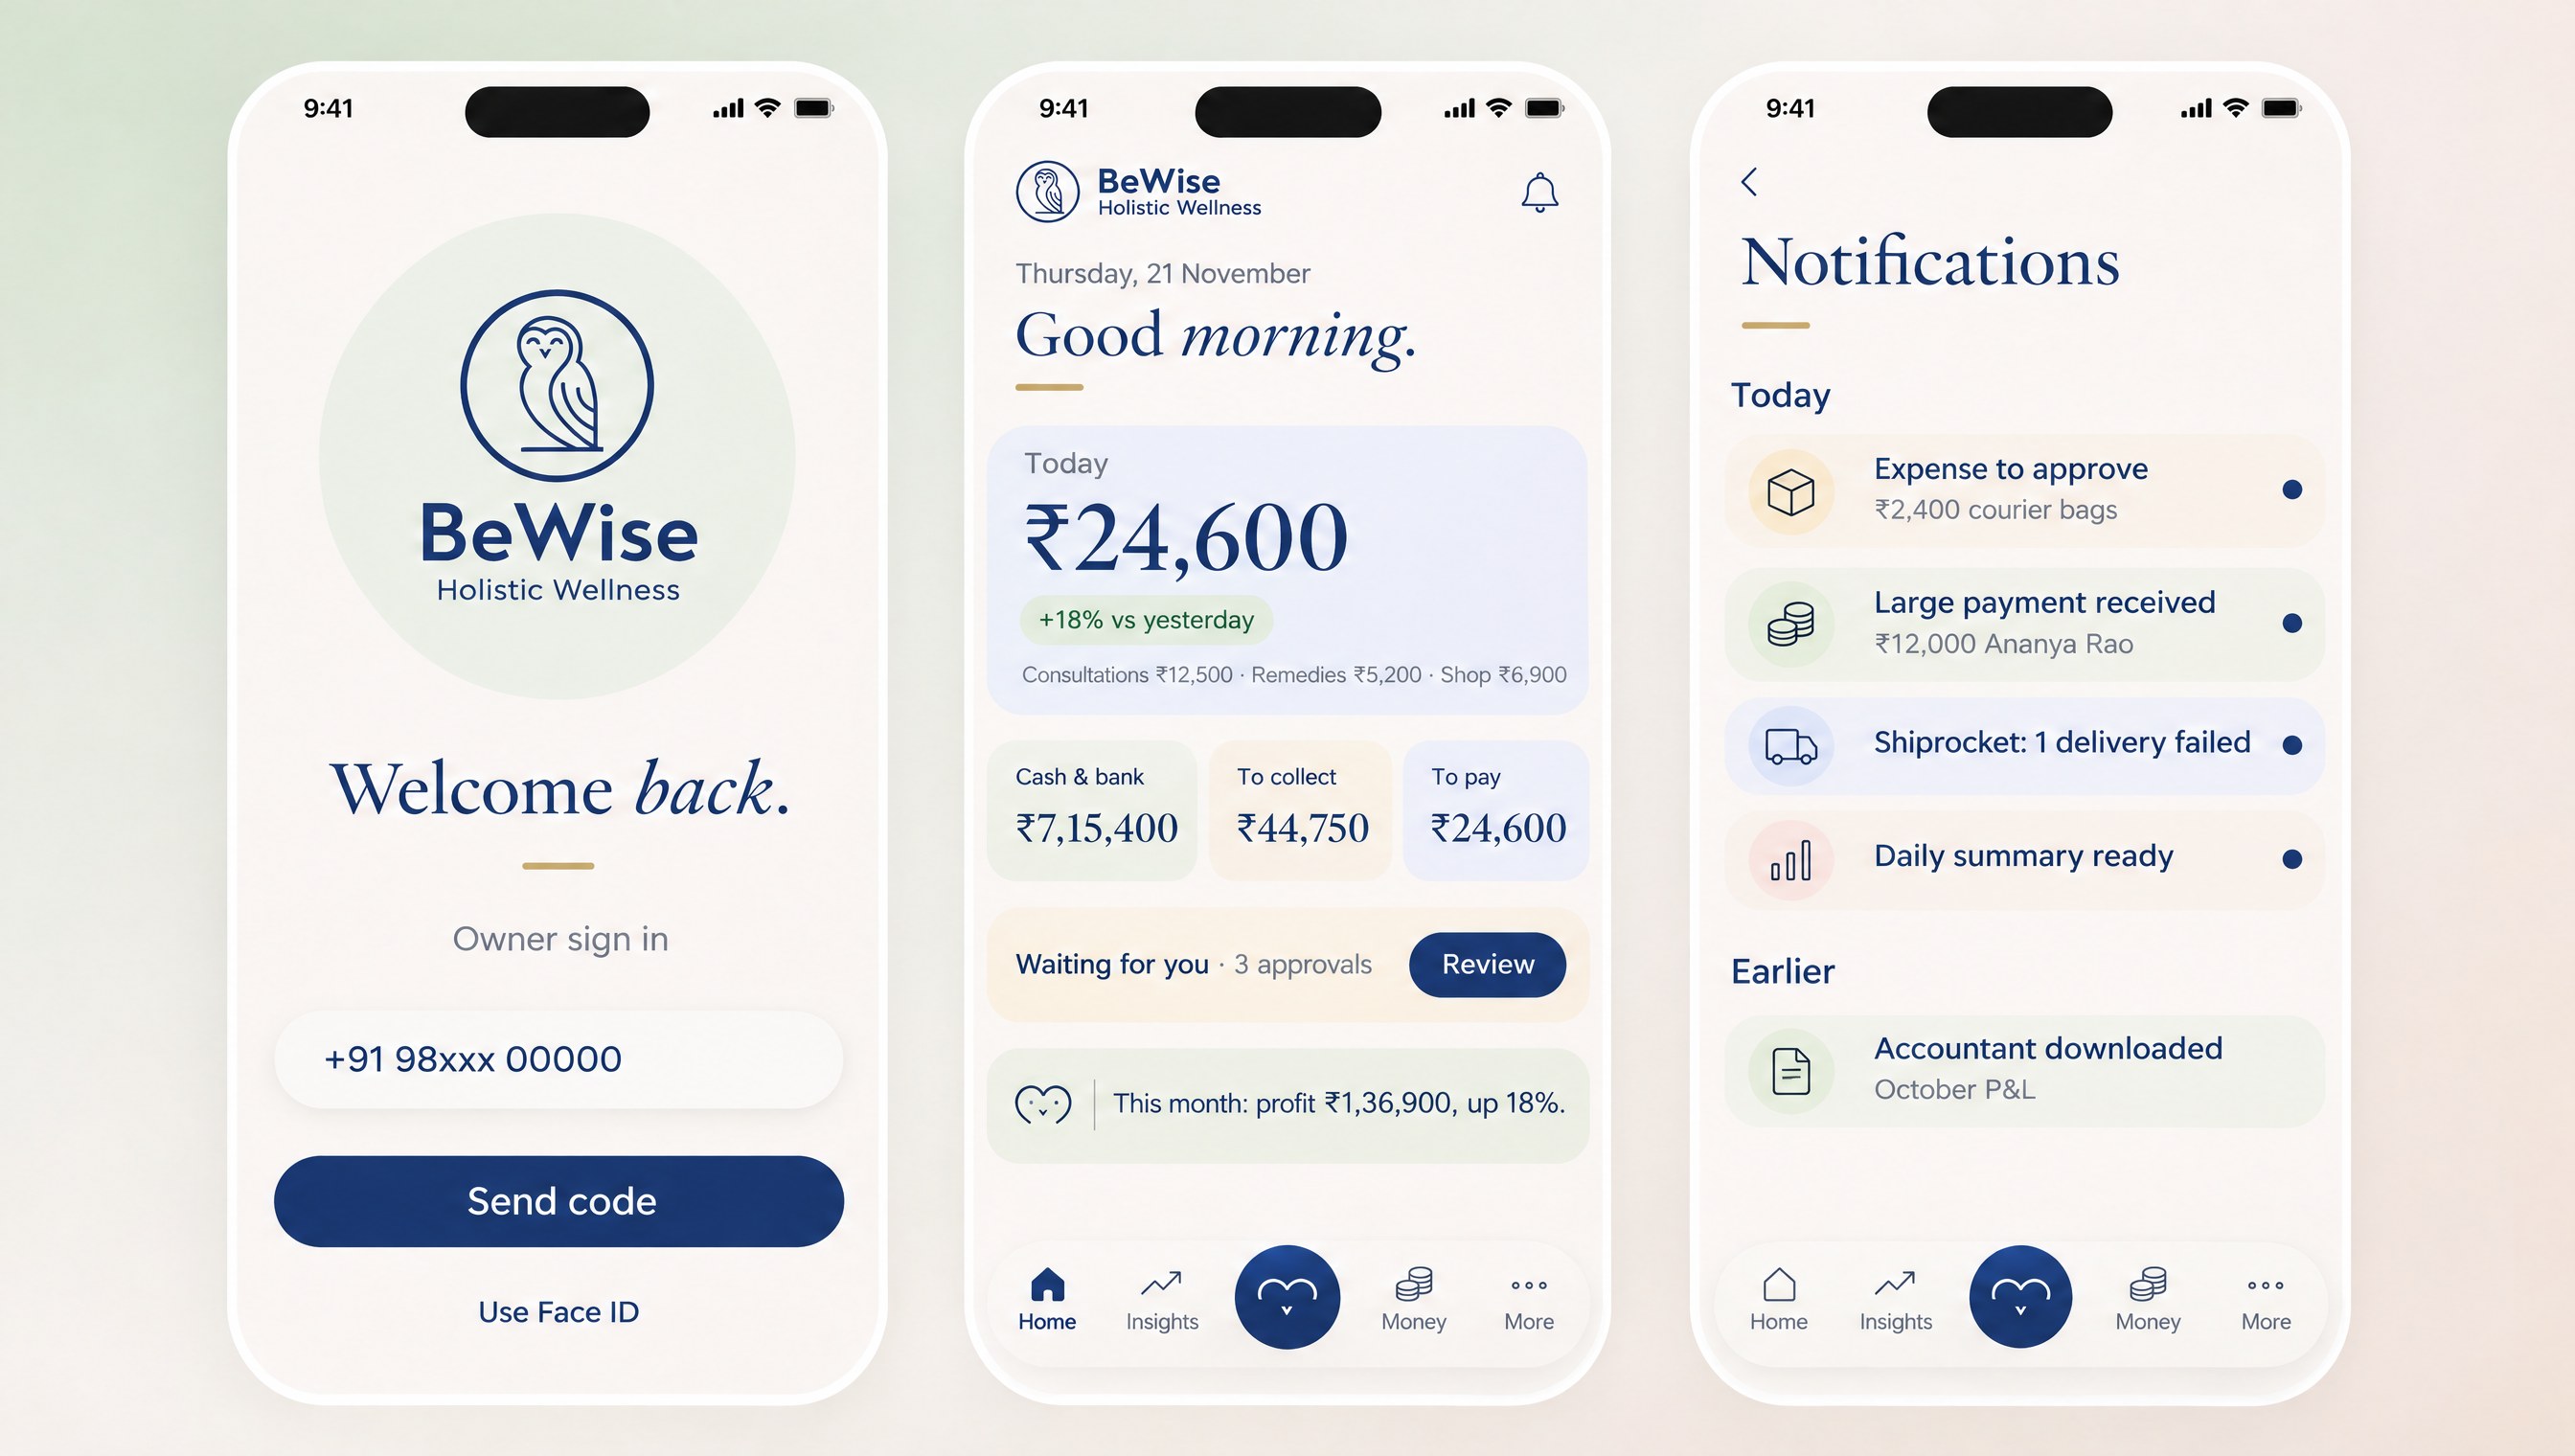 9:41
BeWise
Holistic Wellness
Welcome back.
Owner sign in
+91 98xxx 00000
Send code
Use Face ID
9:41
BeWise
Holistic Wellness
Thursday, 21 November
Good morning.
Today
₹24,600
+18% vs yesterday
Consultations ₹12,500 · Remedies ₹5,200 · Shop ₹6,900
Cash & bank
₹7,15,400
To collect
₹44,750
To pay
₹24,600
Waiting for you · 3 approvals
Review
This month: profit ₹1,36,900, up 18%.
Home
Insights
Money
More
9:41
Notifications
Today
Expense to approve
₹2,400 courier bags
Large payment received
₹12,000 Ananya Rao
Shiprocket: 1 delivery failed
Daily summary ready
Earlier
Accountant downloaded
October P&L
Home
Insights
Money
More